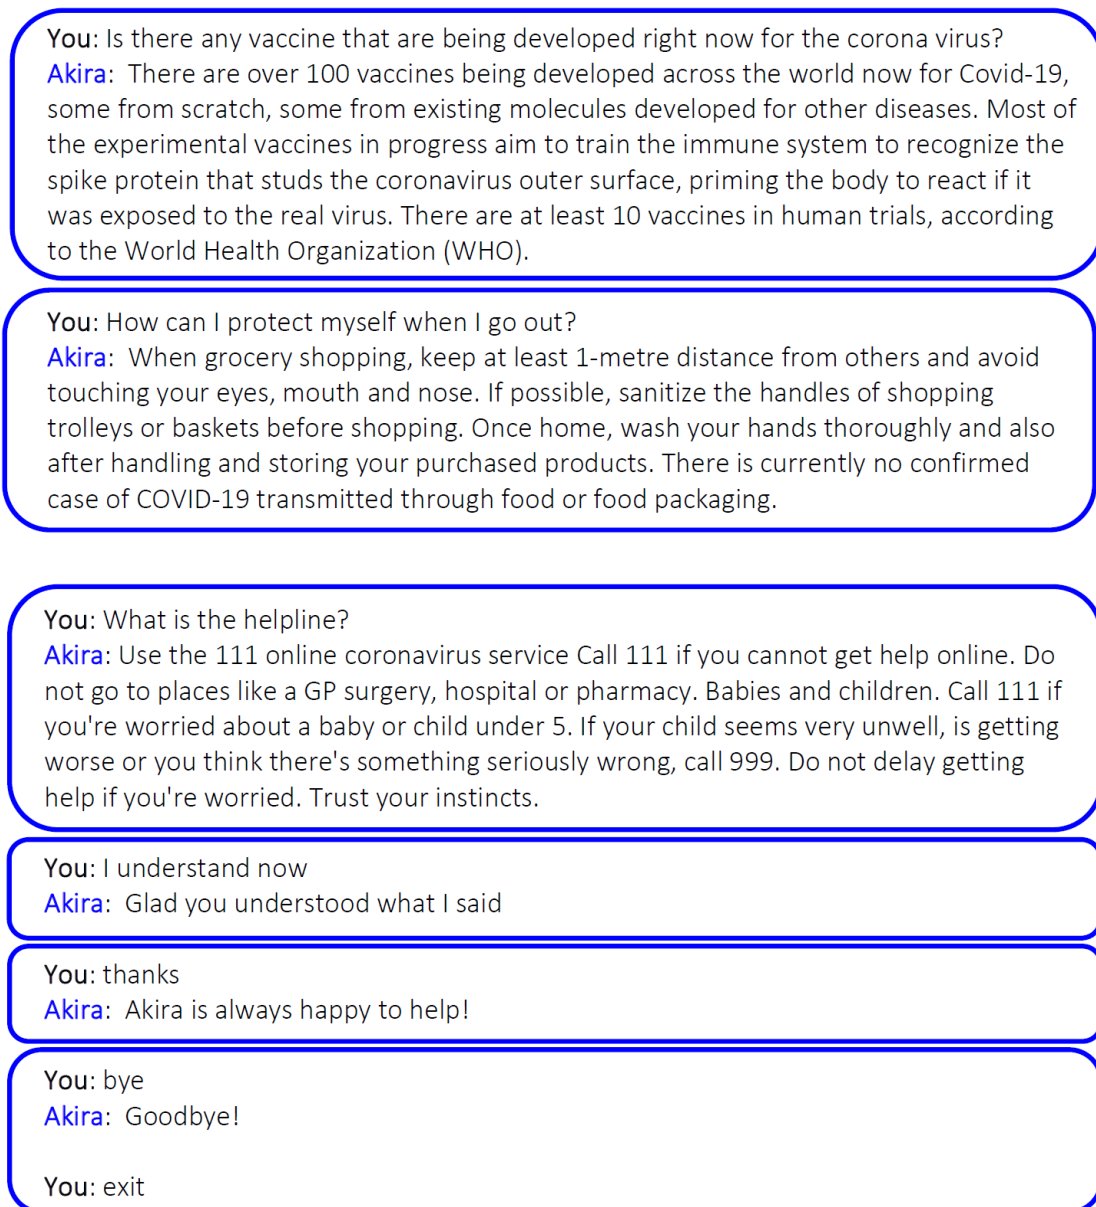 You: Is there any vaccine that are being developed right now for the corona virus?
Akira:  There are over 100 vaccines being developed across the world now for Covid-19,
some from scratch, some from existing molecules developed for other diseases. Most of
the experimental vaccines in progress aim to train the immune system to recognize the
spike protein that studs the coronavirus outer surface, priming the body to react if it
was exposed to the real virus. There are at least 10 vaccines in human trials, according
to the World Health Organization (WHO).
You: How can I protect myself when I go out?
Akira:  When grocery shopping, keep at least 1-metre distance from others and avoid
touching your eyes, mouth and nose. If possible, sanitize the handles of shopping
trolleys or baskets before shopping. Once home, wash your hands thoroughly and also
after handling and storing your purchased products. There is currently no confirmed
case of COVID-19 transmitted through food or food packaging.
You: What is the helpline?
Akira: Use the 111 online coronavirus service Call 111 if you cannot get help online. Do
not go to places like a GP surgery, hospital or pharmacy. Babies and children. Call 111 if
you're worried about a baby or child under 5. If your child seems very unwell, is getting
worse or you think there's something seriously wrong, call 999. Do not delay getting
help if you're worried. Trust your instincts.
You: I understand now
Akira:  Glad you understood what I said
You: thanks
Akira:  Akira is always happy to help!
You: bye
Akira:  Goodbye!
You: exit